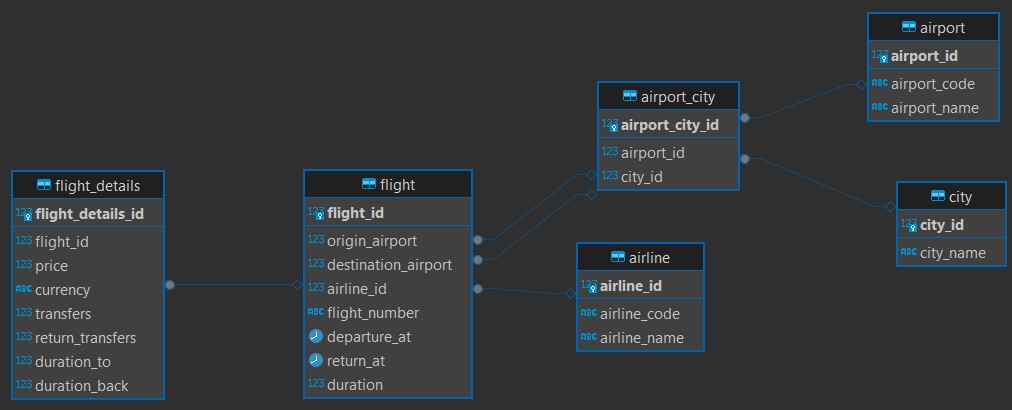 flight_details
123 flight_details_id
123 flight_id
123 price
ABC currency
123 transfers
123 return_transfers
123 duration_to
123 duration_back
flight
123 flight_id
123 origin_airport
123 destination_airport
123 airline_id
ABC flight_number
departure_at
return_at
123 duration
airport_city
123 airport_city_id
123 airport_id
123 city_id
airline
123 airline_id
ABC airline_code
ABC airline_name
airport
123 airport_id
ABC airport_code
ABC airport_name
city
123 city_id
ABC city_name